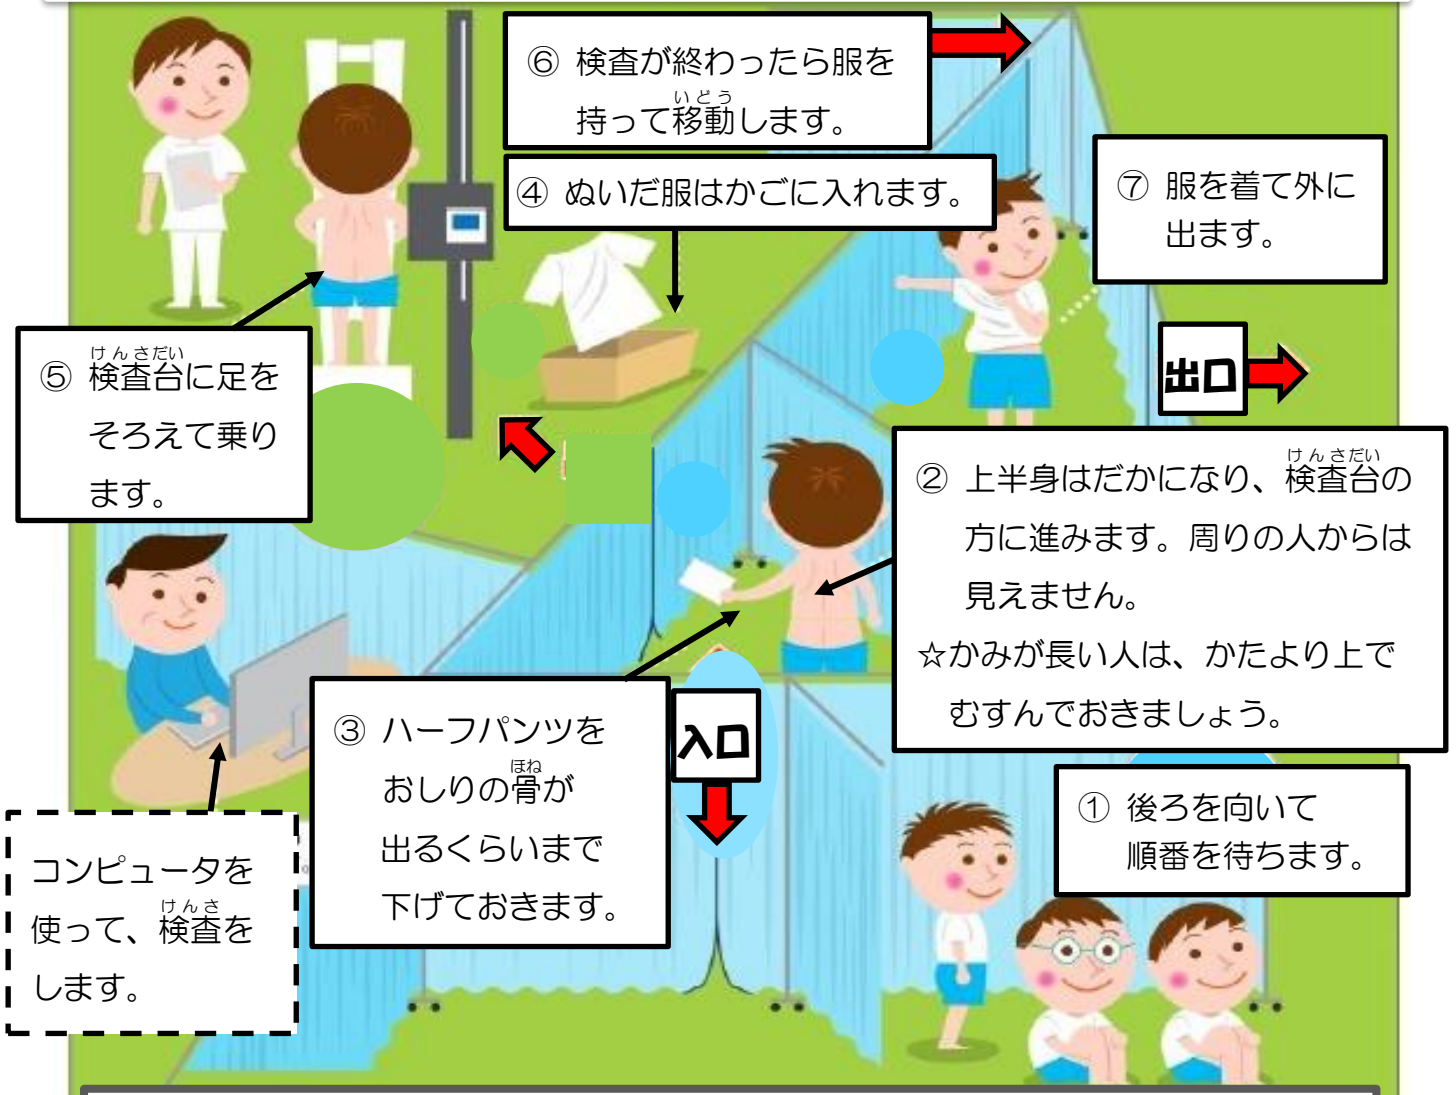 ⑥ 検査が終わったら服を
持って移動します。
いどう
④ ぬいだ服はかごに入れます。
⑦ 服を着て外に
出ます。
出口
⑤ 検査台に足を
けんさだい
そろえて乗り
ます。
② 上半身はだかになり、検査台の
けんさだい
方に進みます。周りの人からは
見えません。
☆かみが長い人は、かたより上で
むすんでおきましょう。
③ ハーフパンツを
おしりの骨が
ほね
出るくらいまで
下げておきます。
入口
① 後ろを向いて
順番を待ちます。
コンピュータを
使って、検査を
けんさ
します。